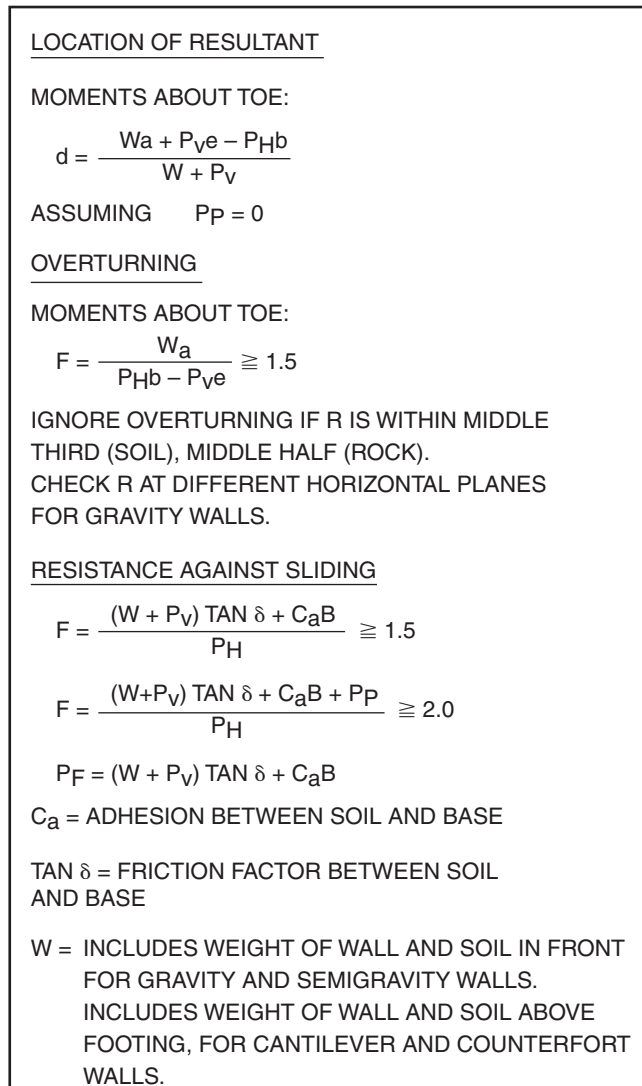 LOCATION OF RESULTANT
MOMENTS ABOUT TOE:
d = (Wa + PVe – PHb) / (W + PV)
ASSUMING PP = 0
OVERTURNING
MOMENTS ABOUT TOE:
F = Wa / (PHb – PVe) ≧ 1.5
IGNORE OVERTURNING IF R IS WITHIN MIDDLE
THIRD (SOIL), MIDDLE HALF (ROCK).
CHECK R AT DIFFERENT HORIZONTAL PLANES
FOR GRAVITY WALLS.
RESISTANCE AGAINST SLIDING
F = ((W + PV) TAN δ + CaB) / PH ≧ 1.5
F = ((W+PV) TAN δ + CaB + PP) / PH ≧ 2.0
PF = (W + PV) TAN δ + CaB
Ca = ADHESION BETWEEN SOIL AND BASE
TAN δ = FRICTION FACTOR BETWEEN SOIL
AND BASE
W = INCLUDES WEIGHT OF WALL AND SOIL IN FRONT
FOR GRAVITY AND SEMIGRAVITY WALLS.
INCLUDES WEIGHT OF WALL AND SOIL ABOVE
FOOTING, FOR CANTILEVER AND COUNTERFORT
WALLS.